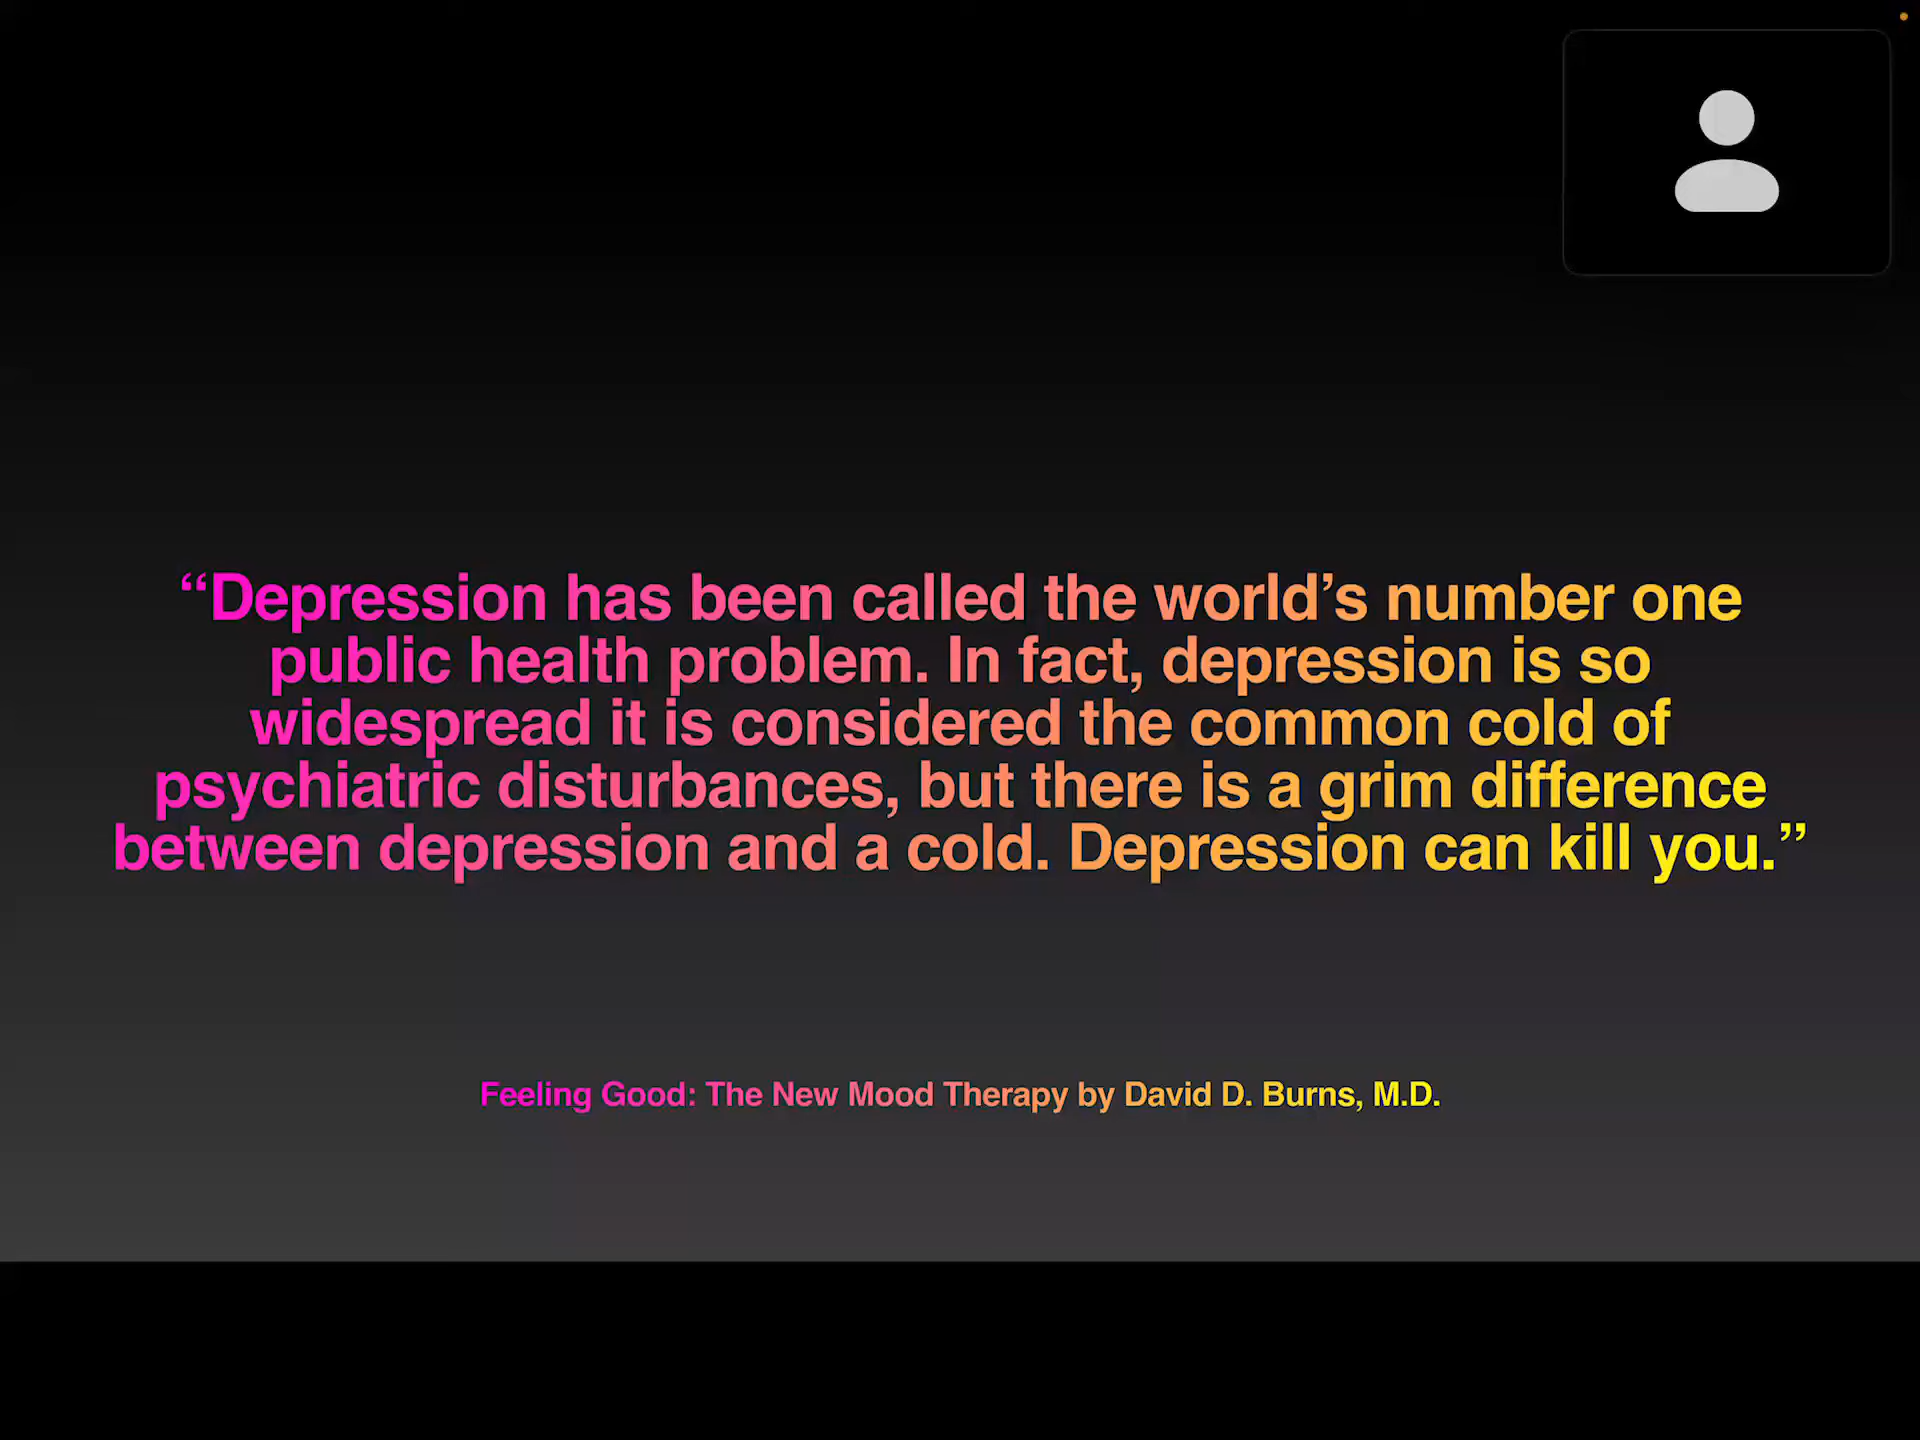 “Depression has been called the world’s number one
public health problem. In fact, depression is so
widespread it is considered the common cold of
psychiatric disturbances, but there is a grim difference
between depression and a cold. Depression can kill you.”
Feeling Good: The New Mood Therapy by David D. Burns, M.D.